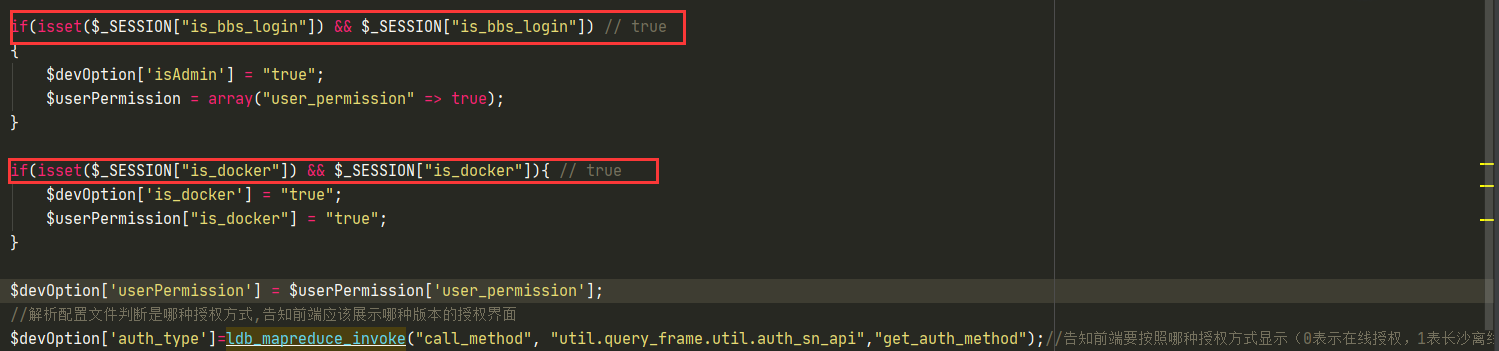 if(isset($_SESSION["is_bbs_login"]) && $_SESSION["is_bbs_login"]) // true
{
    $devOption['isAdmin'] = "true";
    $userPermission = array("user_permission" => true);
}
if(isset($_SESSION["is_docker"]) && $_SESSION["is_docker"]){ // true
    $devOption['is_docker'] = "true";
    $userPermission["is_docker"] = "true";
}
$devOption['userPermission'] = $userPermission['user_permission'];
//解析配置文件判断是哪种授权方式,告知前端应该展示哪种版本的授权界面
$devOption['auth_type']=ldb_mapreduce_invoke("call_method", "util.query_frame.util.auth_sn_api","get_auth_method");//告知前端要按照哪种授权方式显示（0表示在线授权，1表长沙离